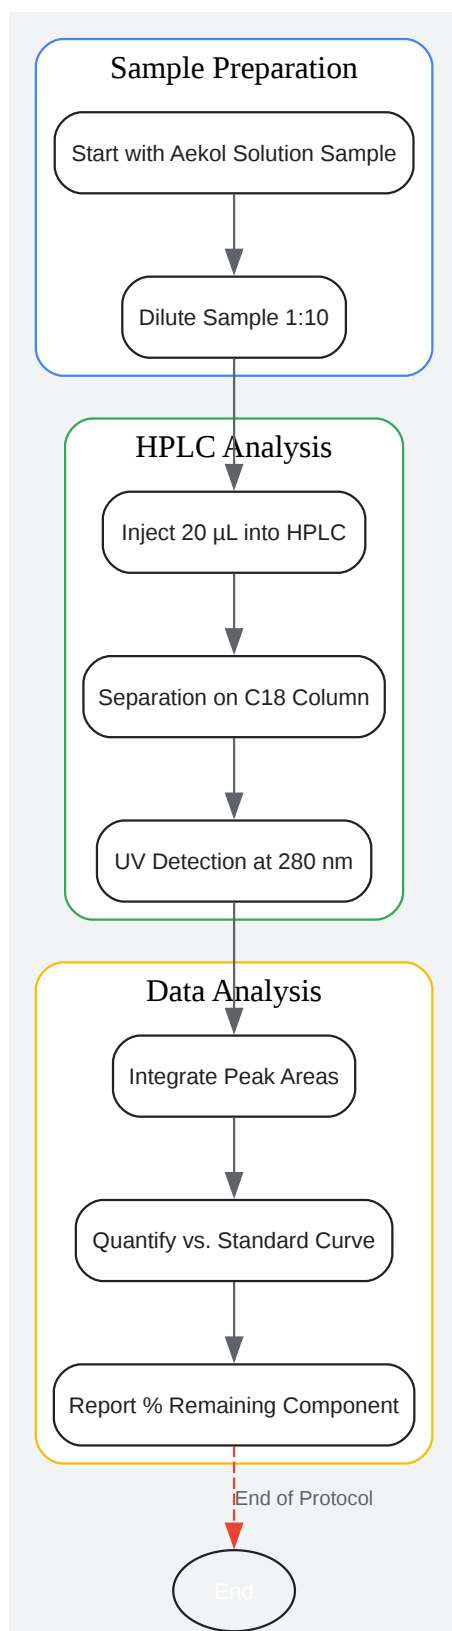 Sample Preparation
Start with Aekol Solution Sample
Dilute Sample 1:10
HPLC Analysis
Inject 20 µL into HPLC
Separation on C18 Column
UV Detection at 280 nm
Data Analysis
Integrate Peak Areas
Quantify vs. Standard Curve
Report % Remaining Component
End of Protocol
End